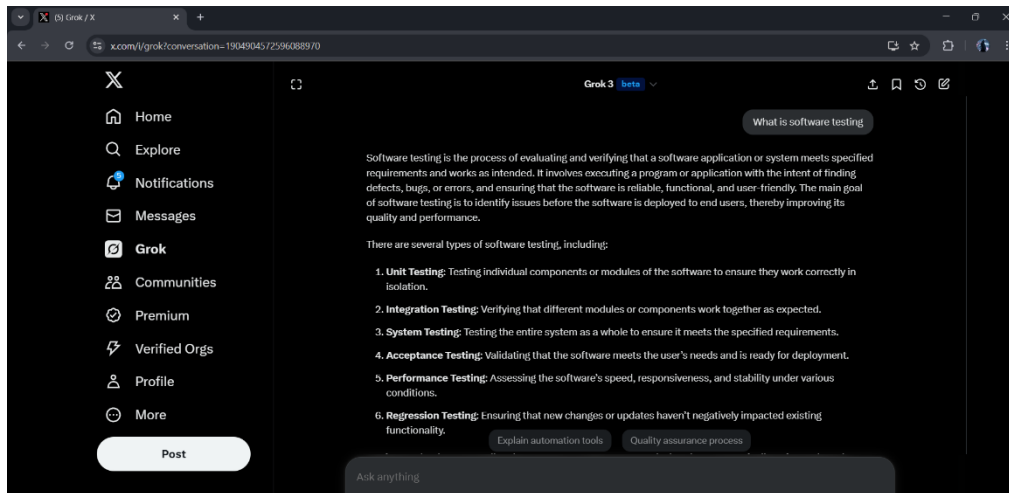 (5) Grok / X
x.com/i/grok?conversation=1904904572596088970
Home
Explore
5
Notifications
Messages
Grok
Communities
Premium
Verified Orgs
Profile
More
Post
Grok 3 beta
What is software testing
Software testing is the process of evaluating and verifying that a software application or system meets specified
requirements and works as intended. It involves executing a program or application with the intent of finding
defects, bugs, or errors, and ensuring that the software is reliable, functional, and user-friendly. The main goal
of software testing is to identify issues before the software is deployed to end users, thereby improving its
quality and performance.
There are several types of software testing, including:
1. Unit Testing: Testing individual components or modules of the software to ensure they work correctly in
isolation.
2. Integration Testing: Verifying that different modules or components work together as expected.
3. System Testing: Testing the entire system as a whole to ensure it meets the specified requirements.
4. Acceptance Testing: Validating that the software meets the user's needs and is ready for deployment.
5. Performance Testing: Assessing the software's speed, responsiveness, and stability under various
conditions.
6. Regression Testing: Ensuring that new changes or updates haven't negatively impacted existing
functionality.
Explain automation tools
Quality assurance process
Ask anything